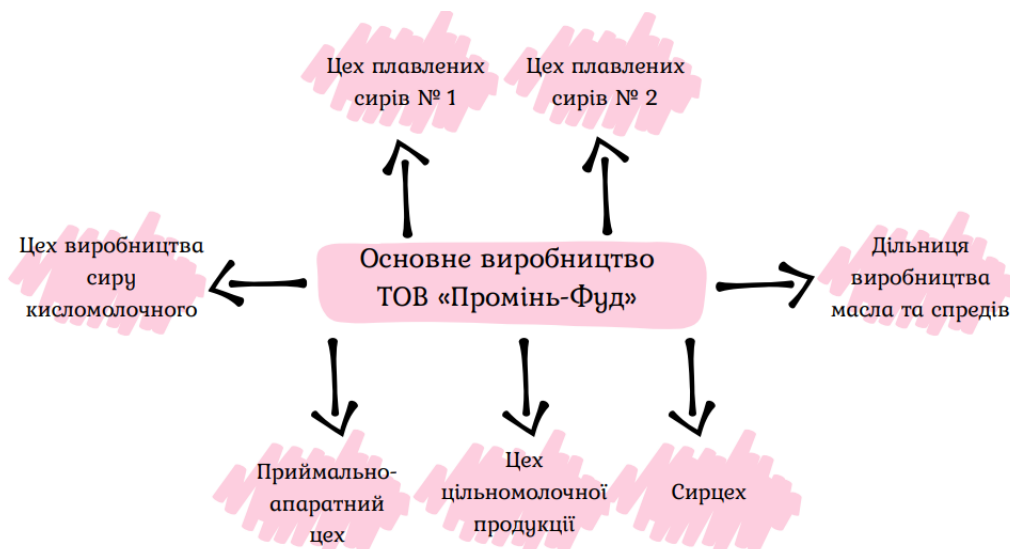 Цех плавлених
сирів № 1
Цех плавлених
сирів № 2
Цех виробництва
сиру
кисломолочного
Основне виробництво
ТОВ «Промінь-Фуд»
Дільниця
виробництва
масла та спредів
Приймально-
апаратний
цех
Цех
цільномолочної
продукції
Сирцех